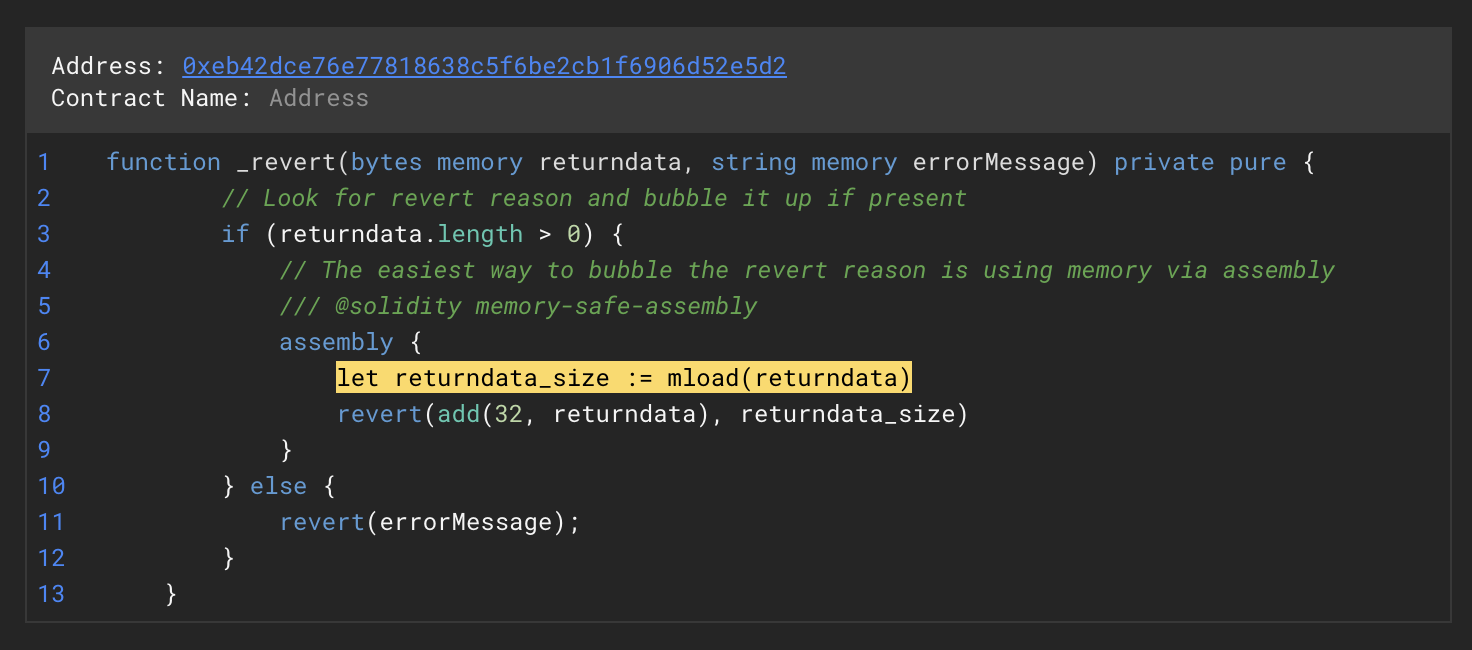 Address: 0xeb42dce76e77818638c5f6be2cb1f6906d52e5d2
Contract Name: Address
1 function _revert(bytes memory returndata, string memory errorMessage) private pure {
2 // Look for revert reason and bubble it up if present
3 if (returndata.length > 0) {
4 // The easiest way to bubble the revert reason is using memory via assembly
5 /// @solidity memory-safe-assembly
6 assembly {
7 let returndata_size := mload(returndata)
8 revert(add(32, returndata), returndata_size)
9 }
10 } else {
11 revert(errorMessage);
12 }
13 }